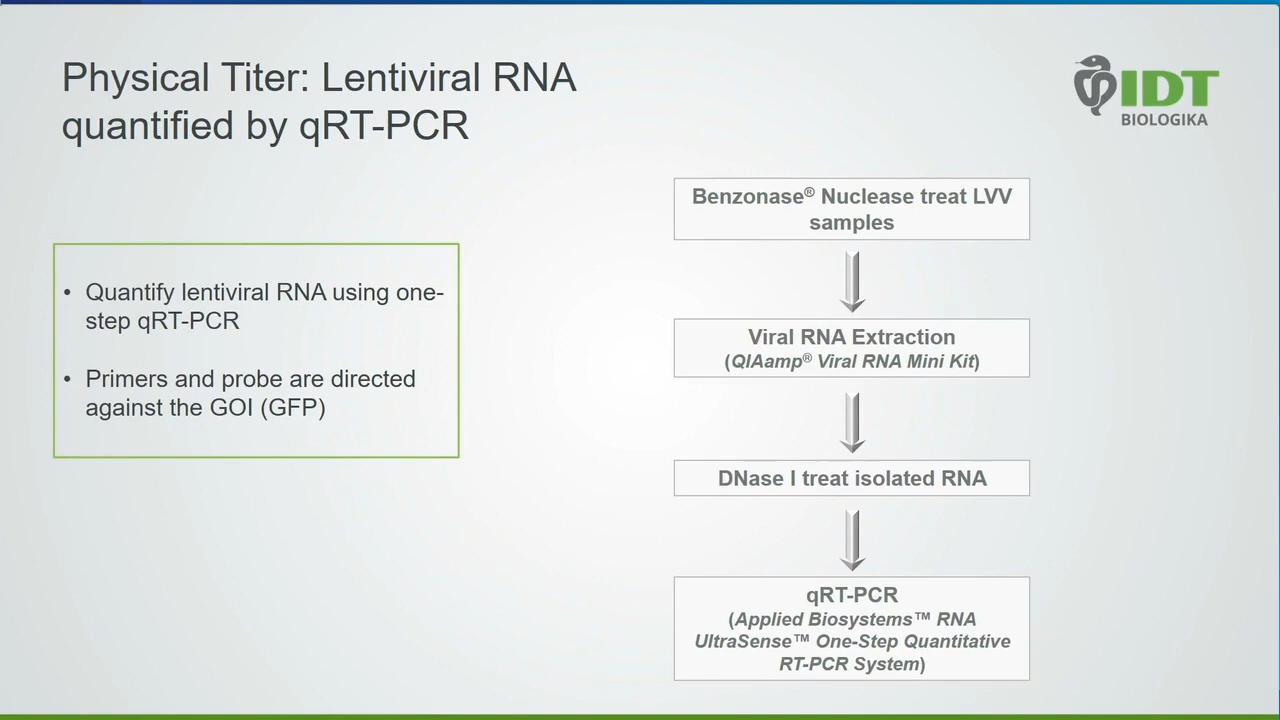 Physical Titer: Lentiviral RNA
quantified by qRT-PCR
IDT
BIOLOGIKA
• Quantify lentiviral RNA using one-
step qRT-PCR
• Primers and probe are directed
against the GOI (GFP)
Benzonase® Nuclease treat LVV
samples
Viral RNA Extraction
(QIAamp® Viral RNA Mini Kit)
DNase I treat isolated RNA
qRT-PCR
(Applied Biosystems™ RNA
UltraSense™ One-Step Quantitative
RT-PCR System)